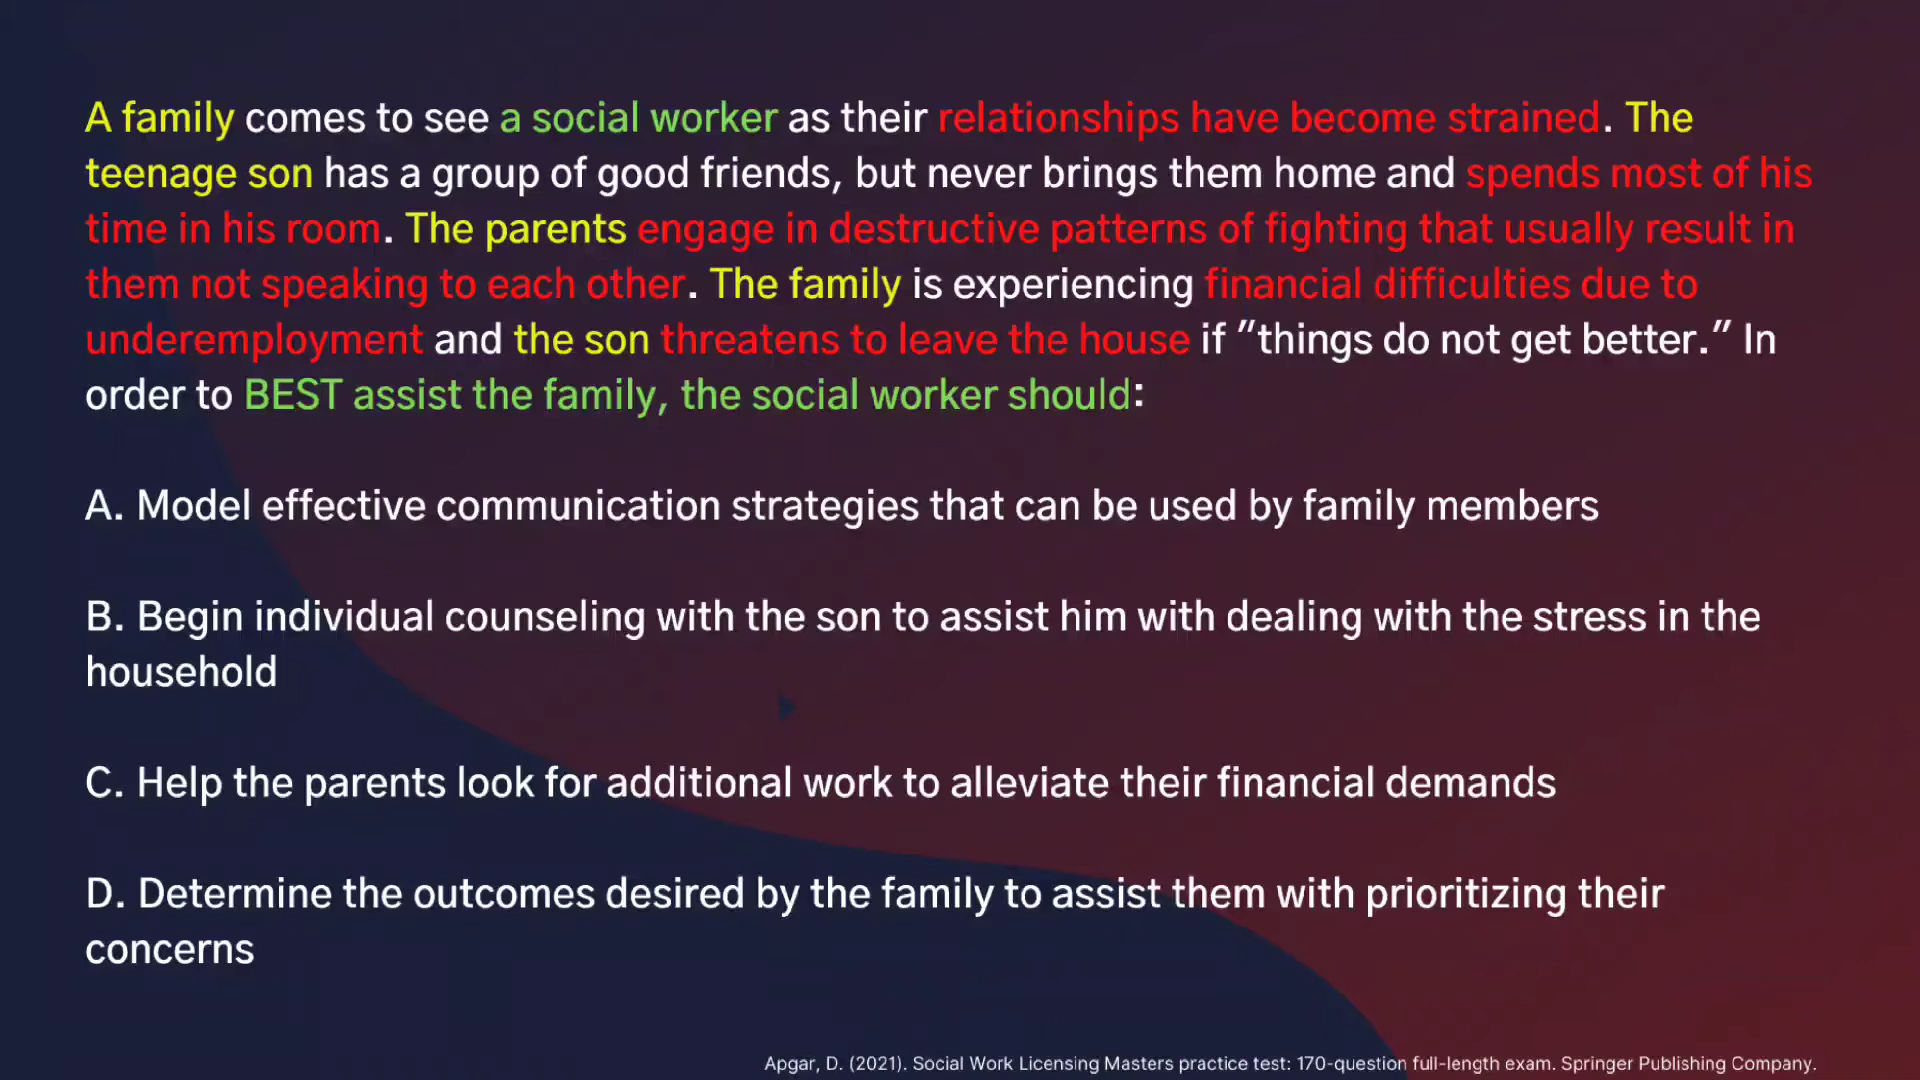 A family comes to see a social worker as their relationships have become strained. The
teenage son has a group of good friends, but never brings them home and spends most of his
time in his room. The parents engage in destructive patterns of fighting that usually result in
them not speaking to each other. The family is experiencing financial difficulties due to
underemployment and the son threatens to leave the house if "things do not get better." In
order to BEST assist the family, the social worker should:
A. Model effective communication strategies that can be used by family members
B. Begin individual counseling with the son to assist him with dealing with the stress in the
household
C. Help the parents look for additional work to alleviate their financial demands
D. Determine the outcomes desired by the family to assist them with prioritizing their
concerns
Apgar, D. (2021). Social Work Licensing Masters practice test: 170-question full-length exam. Springer Publishing Company.